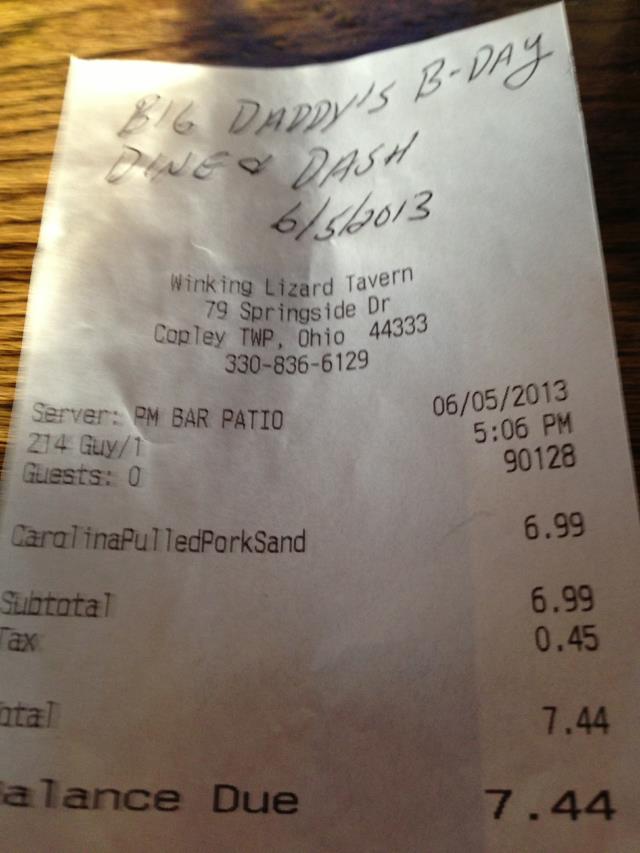 BIG DADDY'S B-DAY
DINE & DASH
6/5/2013
Winking Lizard Tavern
79 Springside Dr
Copley TWP, Ohio 44333
330-836-6129
Server: PM BAR PATIO 06/05/2013
214 Guy/1 5:06 PM
Guests: 0 90128
CarolinaPulledPorkSand 6.99
Subtotal 6.99
Tax 0.45
otal 7.44
alance Due 7.44